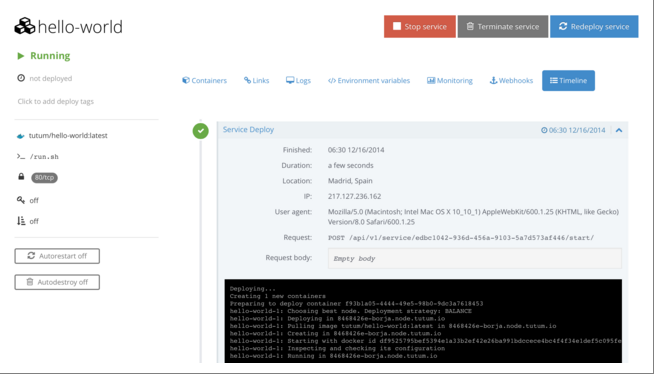 hello-world
Stop service
Terminate service
Redeploy service
Running
not deployed
Click to add deploy tags
Containers
Links
Logs
</> Environment variables
Monitoring
Webhooks
Timeline
tutum/hello-world:latest
>_ /run.sh
80/tcp
off
off
Autorestart off
Autodestroy off
Service Deploy
06:30 12/16/2014
Finished: 06:30 12/16/2014
Duration: a few seconds
Location: Madrid, Spain
IP: 217.127.236.162
User agent: Mozilla/5.0 (Macintosh; Intel Mac OS X 10_10_1) AppleWebKit/600.1.25 (KHTML, like Gecko)
Version/8.0 Safari/600.1.25
Request: POST /api/v1/service/edbc1042-936d-456a-9103-5a7d573af446/start/
Request body: Empty body
Deploying...
Creating 1 new containers
Preparing to deploy container f93b1a05-4444-49e5-98b0-9dc3a7618453
hello-world-1: Choosing best node. Deployment strategy: BALANCE
hello-world-1: Deploying in 8468426e-borja.node.tutum.io
hello-world-1: Pulling image tutum/hello-world:latest in 8468426e-borja.node.tutum.io
hello-world-1: Creating in 8468426e-borja.node.tutum.io
hello-world-1: Starting with docker id
hello-world-1: Inspecting and checking its configuration
hello-world-1: Running in 8468426e-borja.node.tutum.io